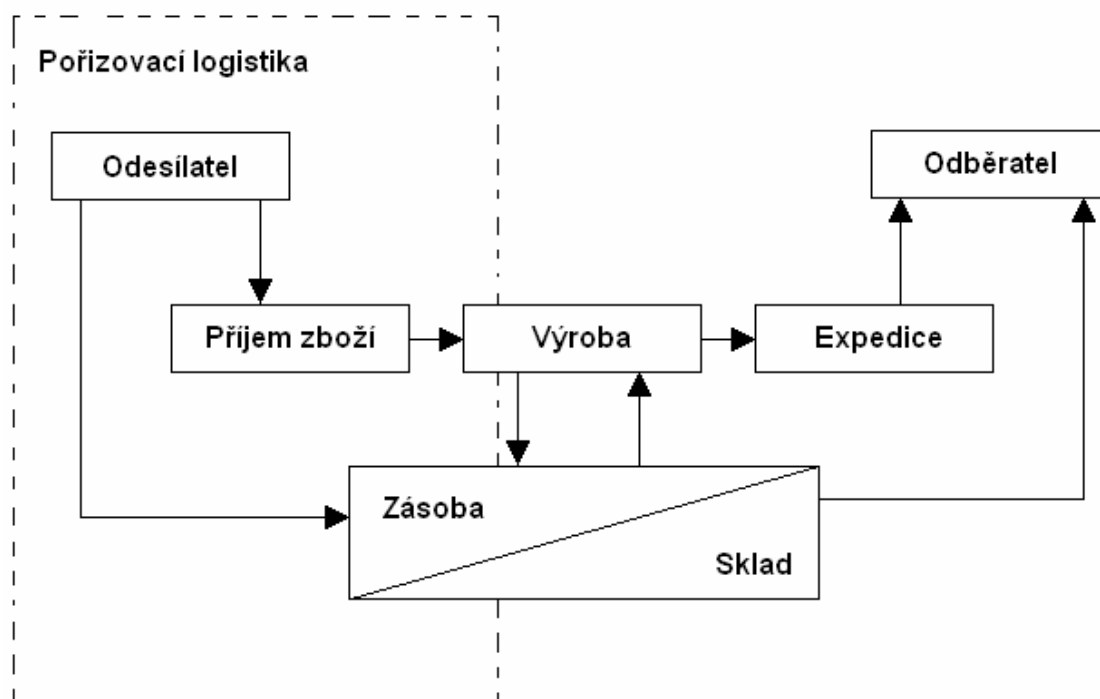 Pořizovací logistika
Odesílatel
Odběratel
Příjem zboží
Výroba
Expedice
Zásoba
Sklad